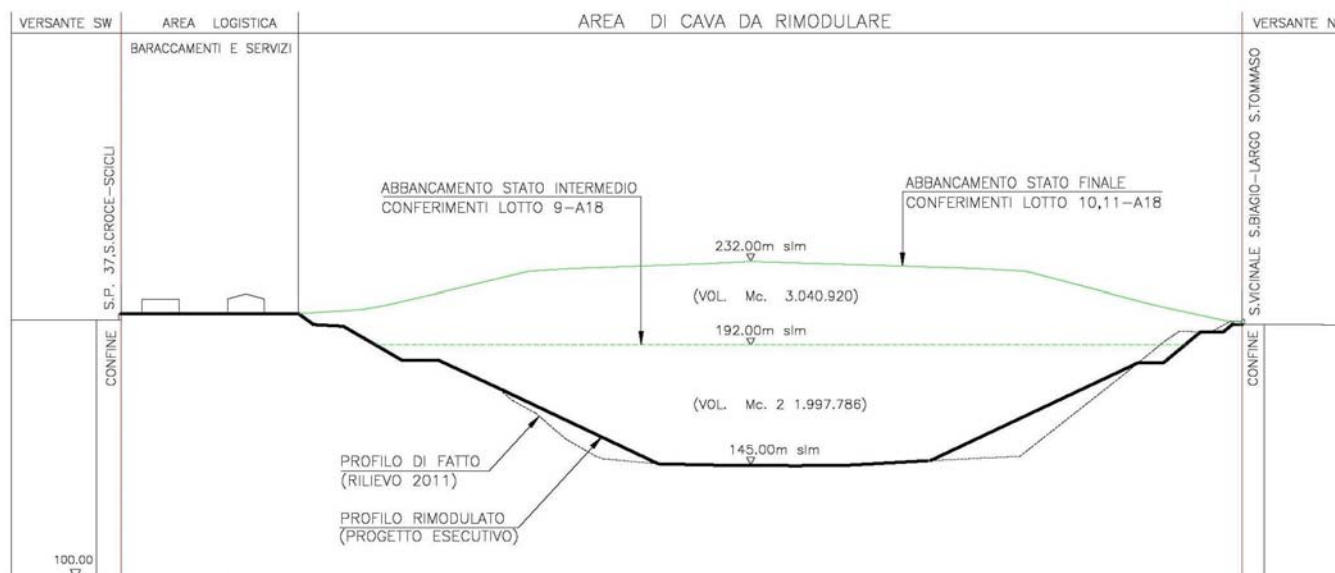 VERSANTE SW
AREA LOGISTICA
AREA DI CAVA DA RIMODULARE
VERSANTE N
BARACCAMENTI E SERVIZI
S.P. 37,S.CROCE-SCICLI
CONFINE
ABBANCAMENTO STATO INTERMEDIO
CONFERIMENTI LOTTO 9-A18
ABBANCAMENTO STATO FINALE
CONFERIMENTI LOTTO 10,11-A18
232.00m slm
(VOL. Mc. 3.040.920)
192.00m slm
(VOL. Mc. 2 1.997.786)
145.00m slm
PROFILO DI FATTO
(RILIEVO 2011)
PROFILO RIMODULATO
(PROGETTO ESECUTIVO)
100.00
S.VICINALE S.BIAGIO-LARGO S.TOMMASO
CONFINE